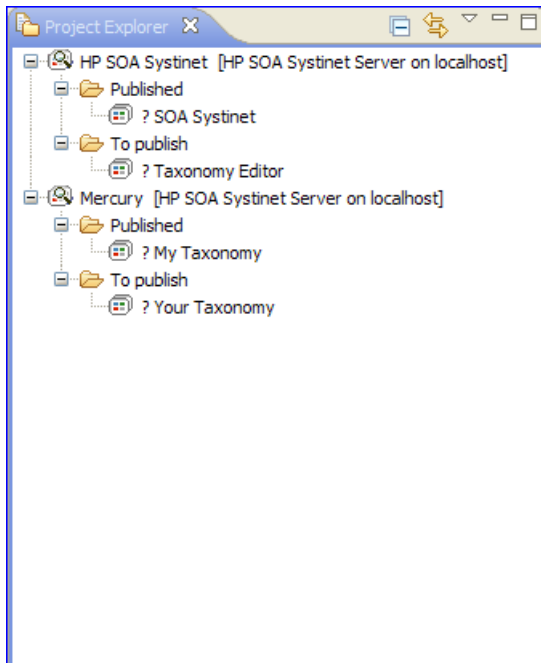 Project Explorer
HP SOA Systinet [HP SOA Systinet Server on localhost]
Published
? SOA Systinet
To publish
? Taxonomy Editor
Mercury [HP SOA Systinet Server on localhost]
Published
? My Taxonomy
To publish
? Your Taxonomy